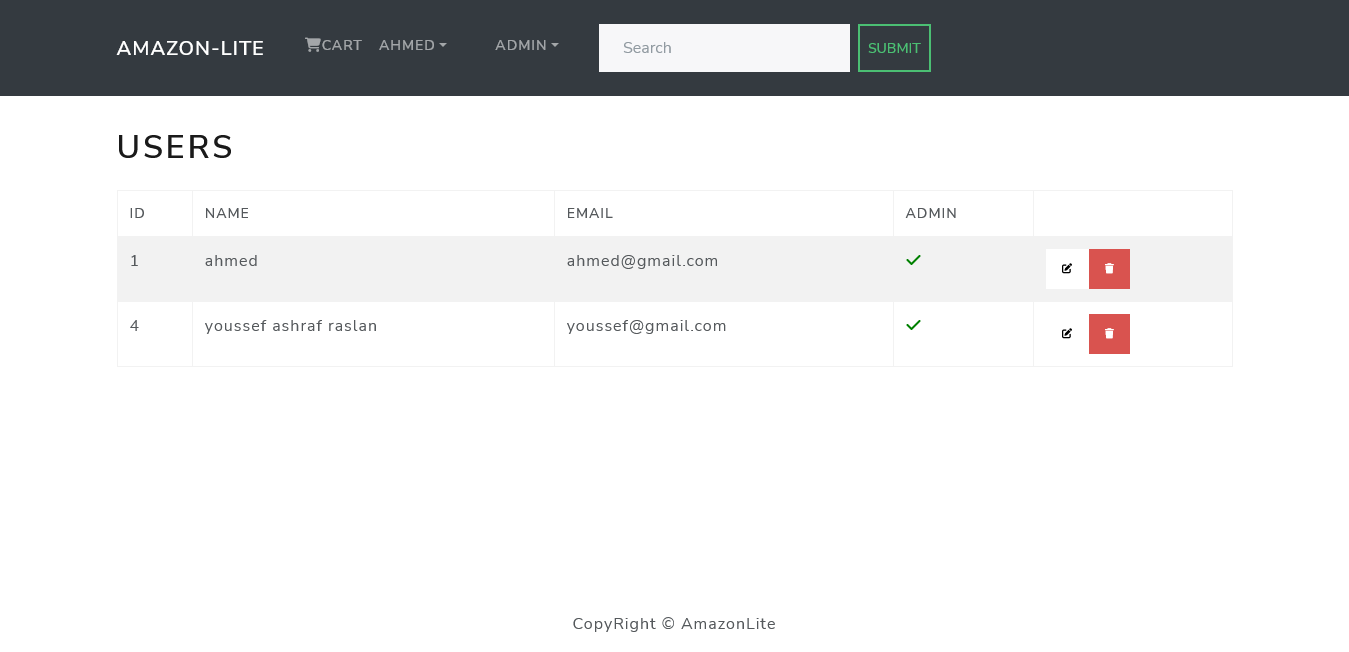 AMAZON-LITE CART AHMED ADMIN Search SUBMIT
USERS
ID NAME EMAIL ADMIN
1 ahmed ahmed@gmail.com
4 youssef ashraf raslan youssef@gmail.com
CopyRight © AmazonLite